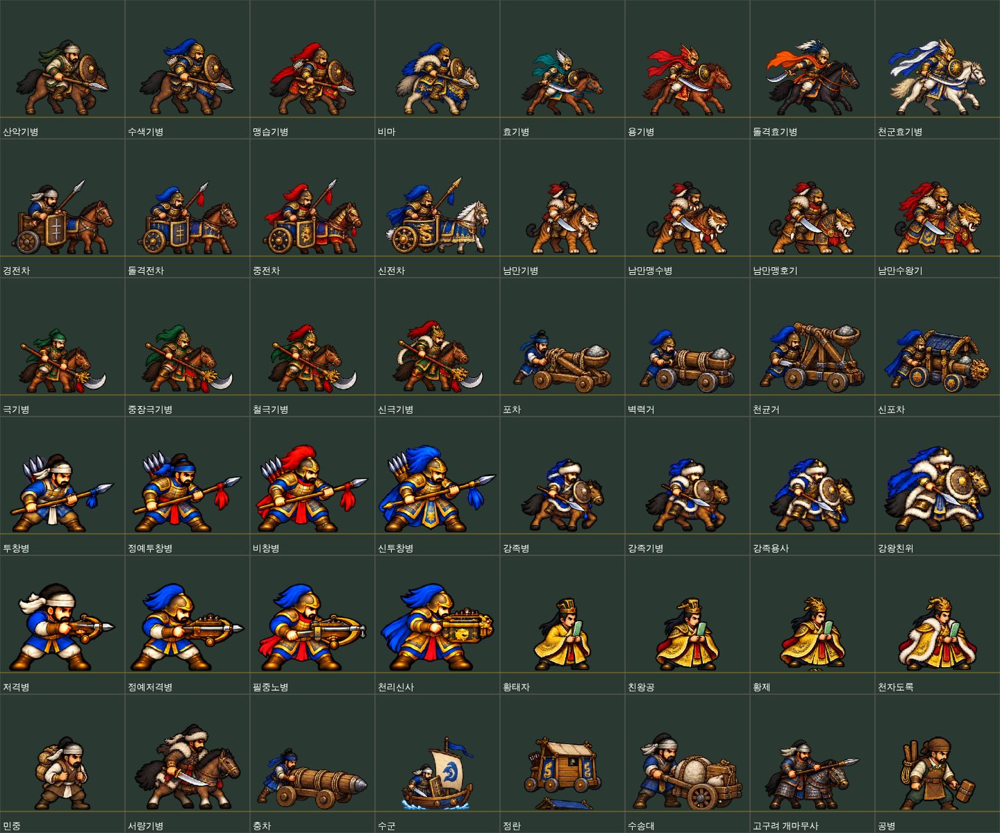 산악기병
수색기병
맹습기병
비마
효기병
용기병
돌격효기병
천군효기병
경전차
돌격전차
중전차
신전차
남만기병
남만맹수병
남만맹호기
남만수왕기
극기병
중장극기병
철극기병
신극기병
포차
벽력거
천균거
신포차
투창병
정예투창병
비창병
신투창병
강족병
강족기병
강족용사
강왕친위
저격병
정예저격병
필중노병
천리신사
황태자
친왕공
황제
천자도록
민중
서량기병
충차
수군
정란
수송대
고구려 개마무사
공병